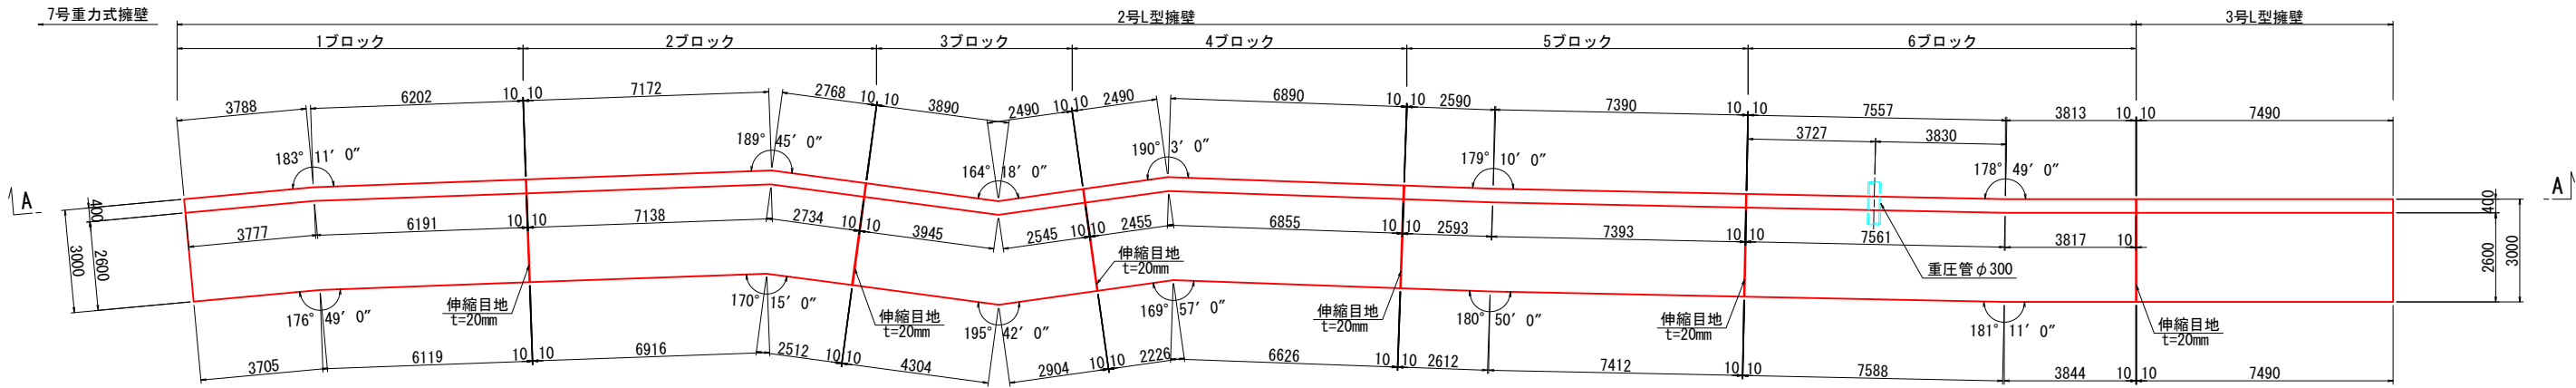 7号重力式擁壁
2号L型擁壁
3号L型擁壁
1ブロック
2ブロック
3ブロック
4ブロック
5ブロック
6ブロック
3788
6202
10 10
7172
2768
10 10
3890
2490
10 10
2490
6890
10 10
2590
7390
10 10
7557
3813
10 10
7490
3727
3830
183° 11′ 0″
189° 45′ 0″
164° 18′ 0″
190° 3′ 0″
179° 10′ 0″
178° 49′ 0″
A
A
400
3000
2600
3777
6191
10 10
7138
2734
10 10
3945
2545
10 10
2455
6855
10 10
2593
7393
10 10
7561
3817
10
400
2600
3000
重圧管φ300
伸縮目地
t=20mm
伸縮目地
t=20mm
伸縮目地
t=20mm
伸縮目地
t=20mm
伸縮目地
t=20mm
伸縮目地
t=20mm
176° 49′ 0″
170° 15′ 0″
195° 42′ 0″
169° 57′ 0″
180° 50′ 0″
181° 11′ 0″
3705
6119
10 10
6916
2512
10 10
4304
2904
10 10
2226
6626
10 10
2612
7412
10 10
7588
3844
10 10
7490